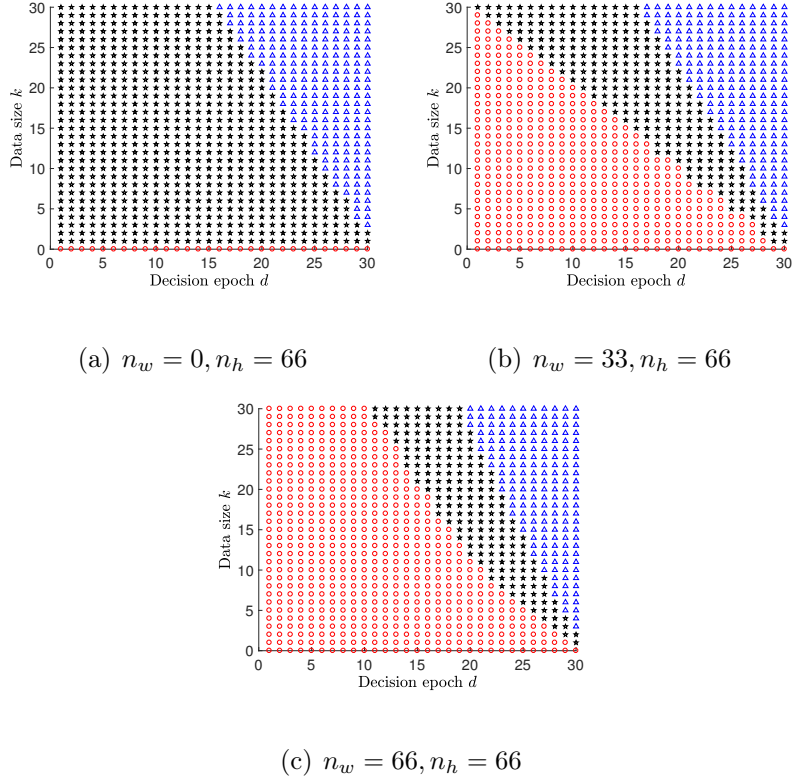 30
25
20
15
10
5
0
Data size k
0 5 10 15 20 25 30
Decision epoch d
(a) n_w = 0, n_h = 66
30
25
20
15
10
5
0
Data size k
0 5 10 15 20 25 30
Decision epoch d
(b) n_w = 33, n_h = 66
30
25
20
15
10
5
0
Data size k
0 5 10 15 20 25 30
Decision epoch d
(c) n_w = 66, n_h = 66